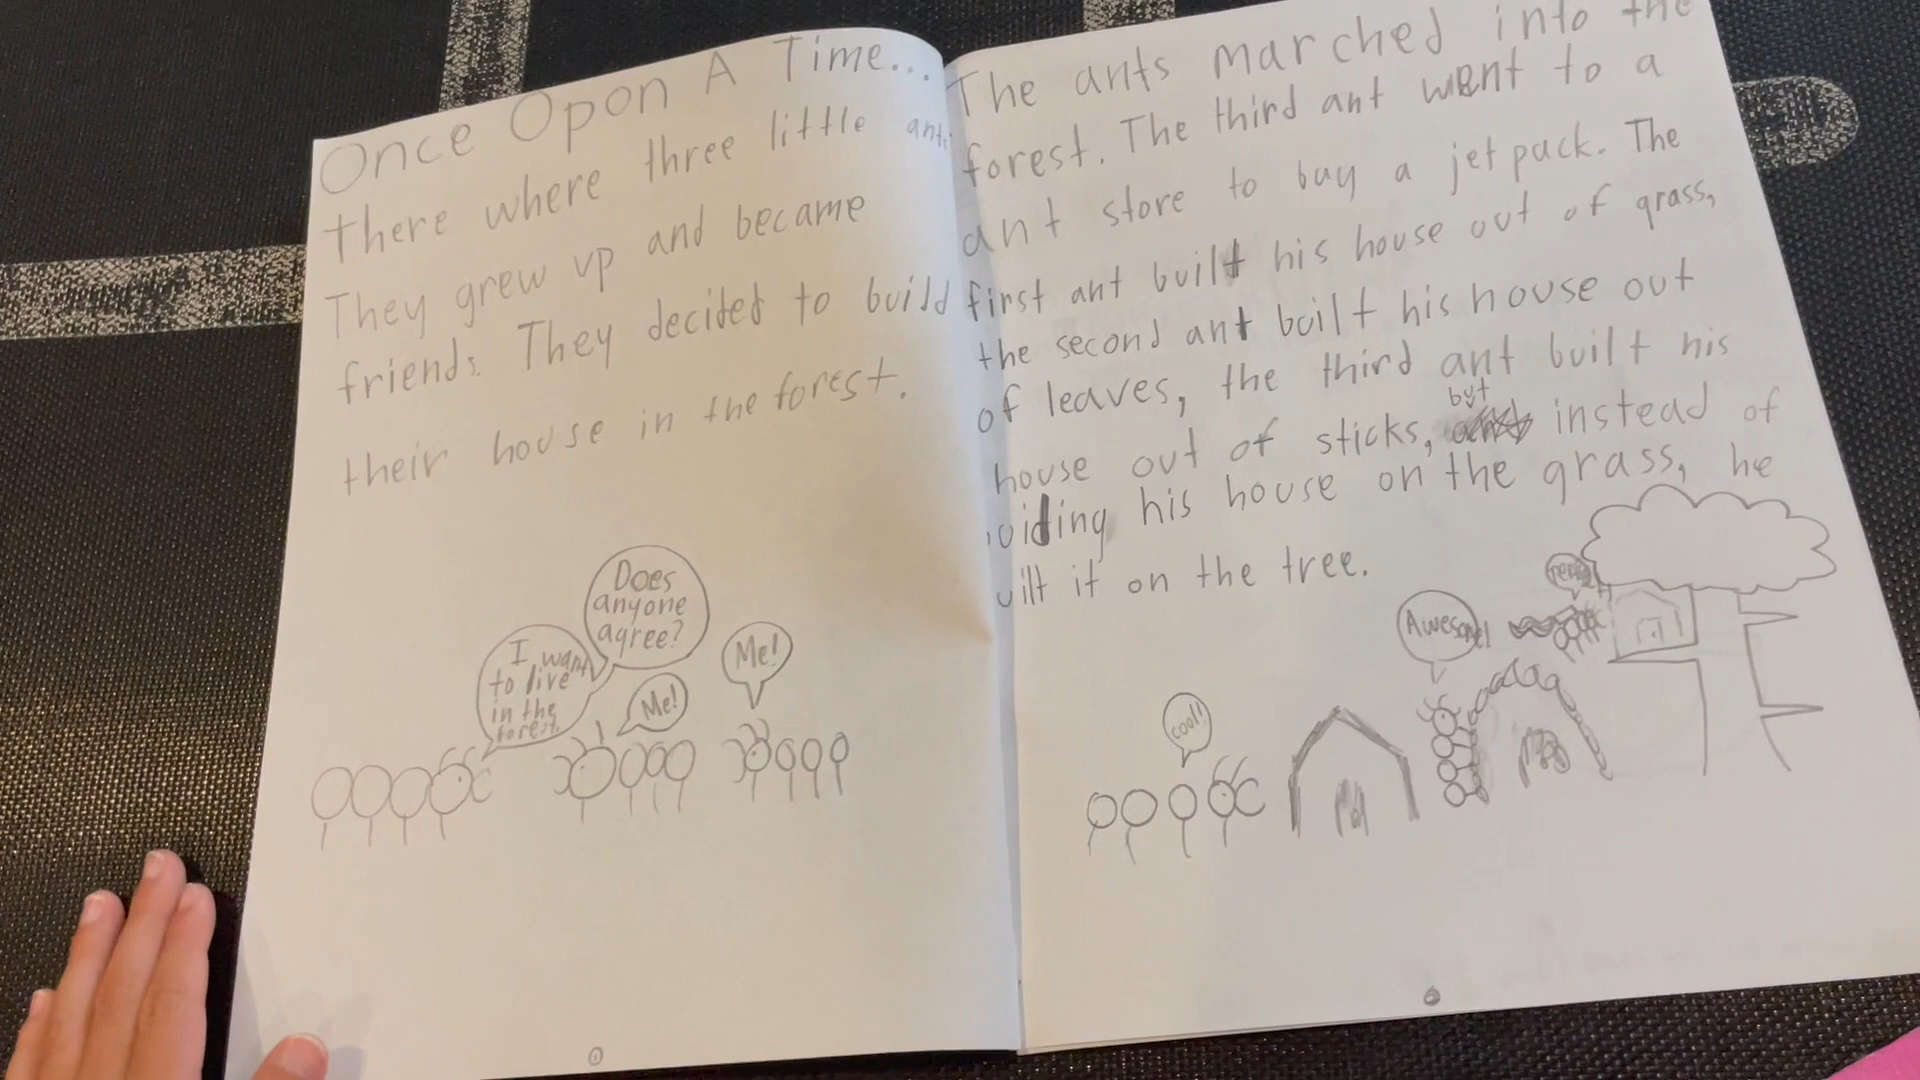 Once Opon A Time...
there where three little ants
They grew up and became
friends. They decided to build
their house in the forest.
I want
to live
in the
forest.
Does
anyone
agree?
Me!
Me!
The ants marched into the
forest. The third ant went to a
ant store to buy a jetpack. The
first ant built his house out of grass,
the second ant built his house out
of leaves, the third ant built his
but
house out of sticks, instead of
his house on the grass, he
it on the tree.
cool!
Awesome!